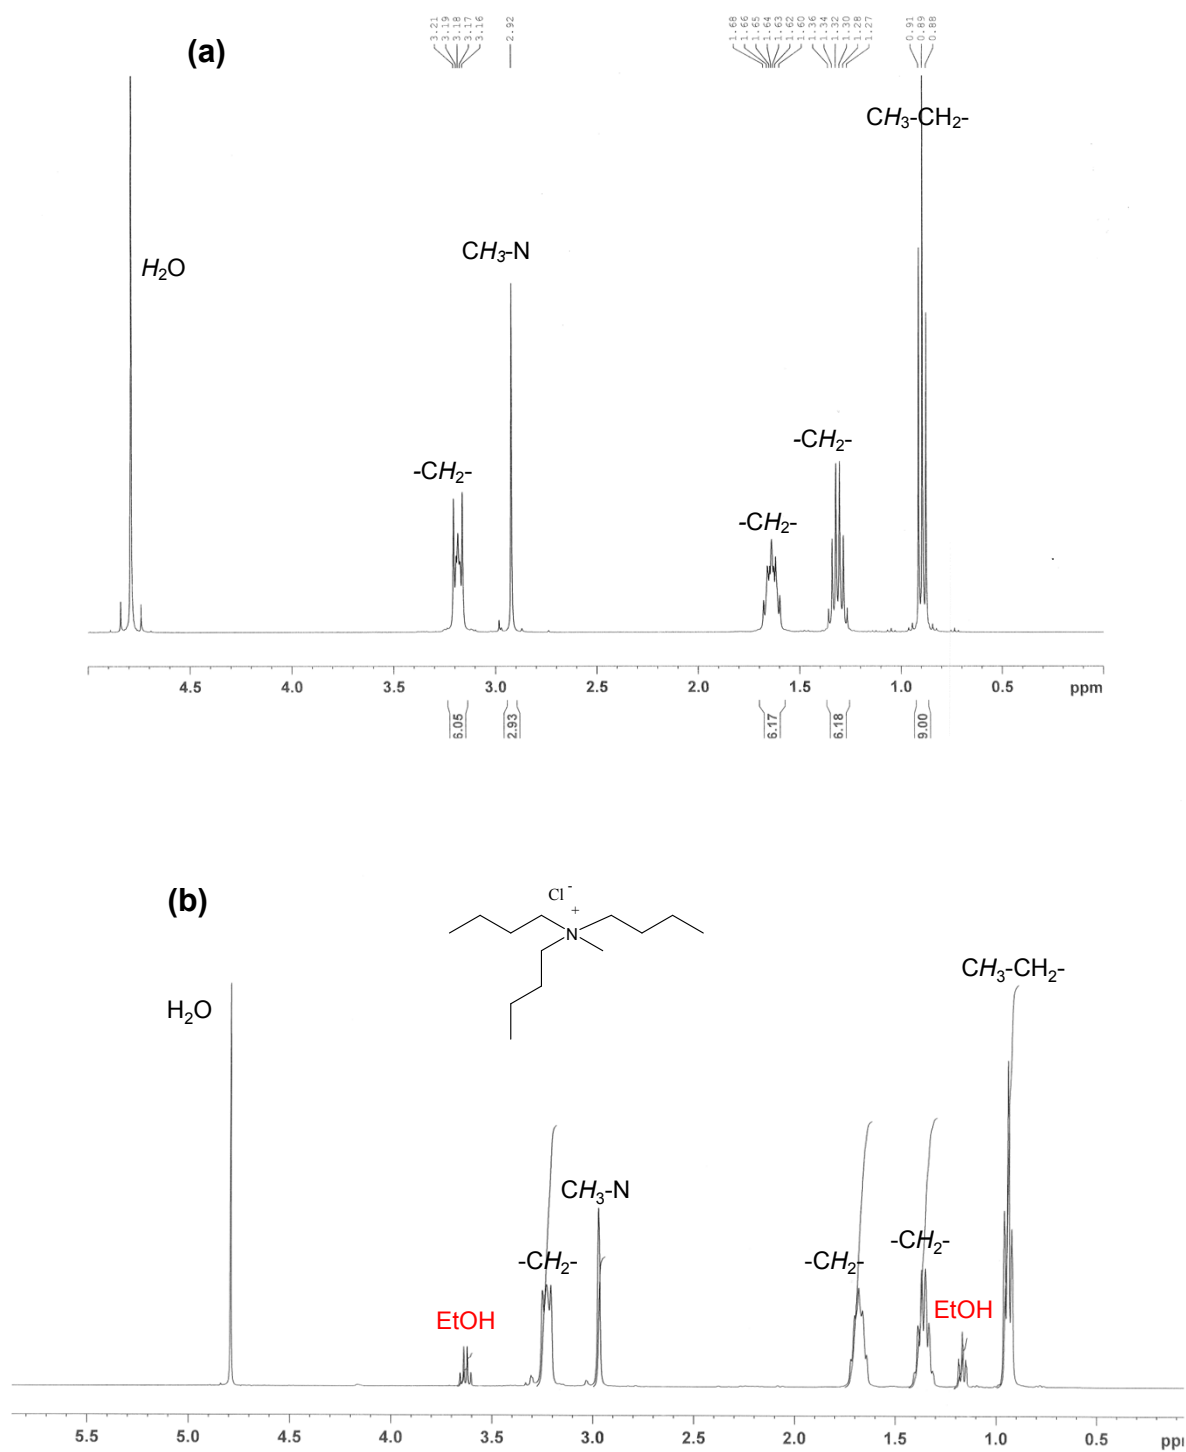 3.21
3.19
3.18
3.17
3.16
2.92
1.68
1.66
1.65
1.64
1.63
1.62
1.60
1.36
1.34
1.32
1.30
1.28
1.27
0.91
0.89
0.88
(a)
CH3-CH2-
CH3-N
H2O
-CH2-
-CH2-
-CH2-
4.5 4.0 3.5 3.0 2.5 2.0 1.5 1.0 0.5 ppm
6.05 2.93 6.17 6.18 9.00
(b)
Cl -
+
N
CH3-CH2-
H2O
CH3-N
-CH2-
-CH2-
-CH2-
EtOH
EtOH
5.5 5.0 4.5 4.0 3.5 3.0 2.5 2.0 1.5 1.0 0.5 pp